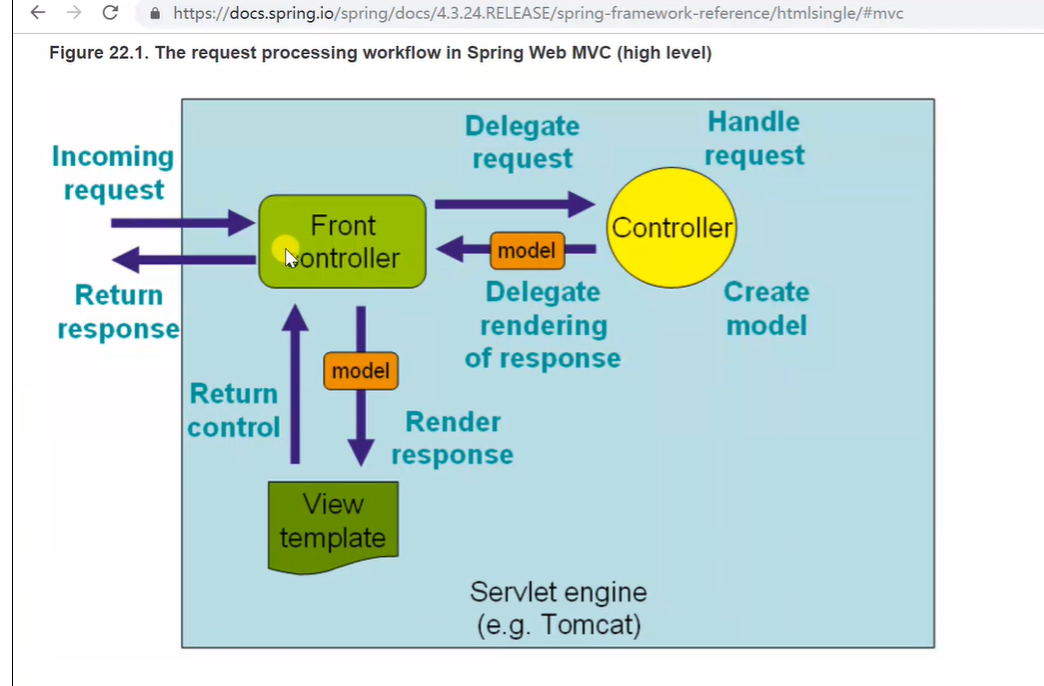 https://docs.spring.io/spring/docs/4.3.24.RELEASE/spring-framework-reference/htmlsingle/#mvc
Figure 22.1. The request processing workflow in Spring Web MVC (high level)
Incoming
request
Return
response
Front
controller
Delegate
request
Handle
request
Controller
model
Delegate
rendering
of response
Create
model
model
Return
control
Render
response
View
template
Servlet engine
(e.g. Tomcat)